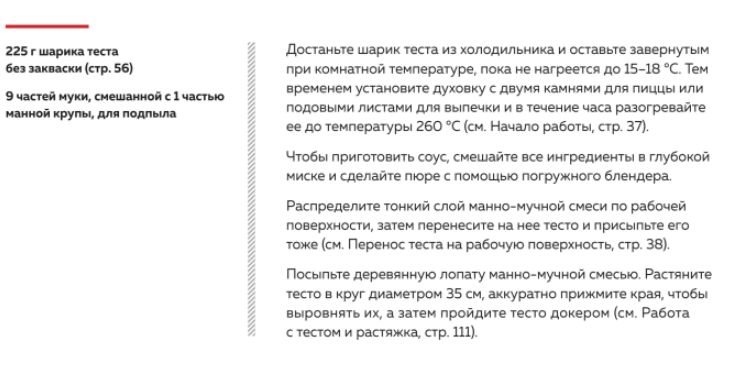 225 г шарика теста
без закваски (стр. 56)
9 частей муки, смешанной с 1 частью
манной крупы, для подпыла
Достаньте шарик теста из холодильника и оставьте завернутым
при комнатной температуре, пока не нагреется до 15–18 °C. Тем
временем установите духовку с двумя камнями для пиццы или
подовыми листами для выпечки и в течение часа разогревайте
ее до температуры 260 °C (см. Начало работы, стр. 37).
Чтобы приготовить соус, смешайте все ингредиенты в глубокой
миске и сделайте пюре с помощью погружного блендера.
Распределите тонкий слой манно-мучной смеси по рабочей
поверхности, затем перенесите на нее тесто и присыпьте его
тоже (см. Перенос теста на рабочую поверхность, стр. 38).
Посыпьте деревянную лопату манно-мучной смесью. Растяните
тесто в круг диаметром 35 см, аккуратно прижмите края, чтобы
выровнять их, а затем пройдите тесто докером (см. Работа
с тестом и растяжка, стр. 111).